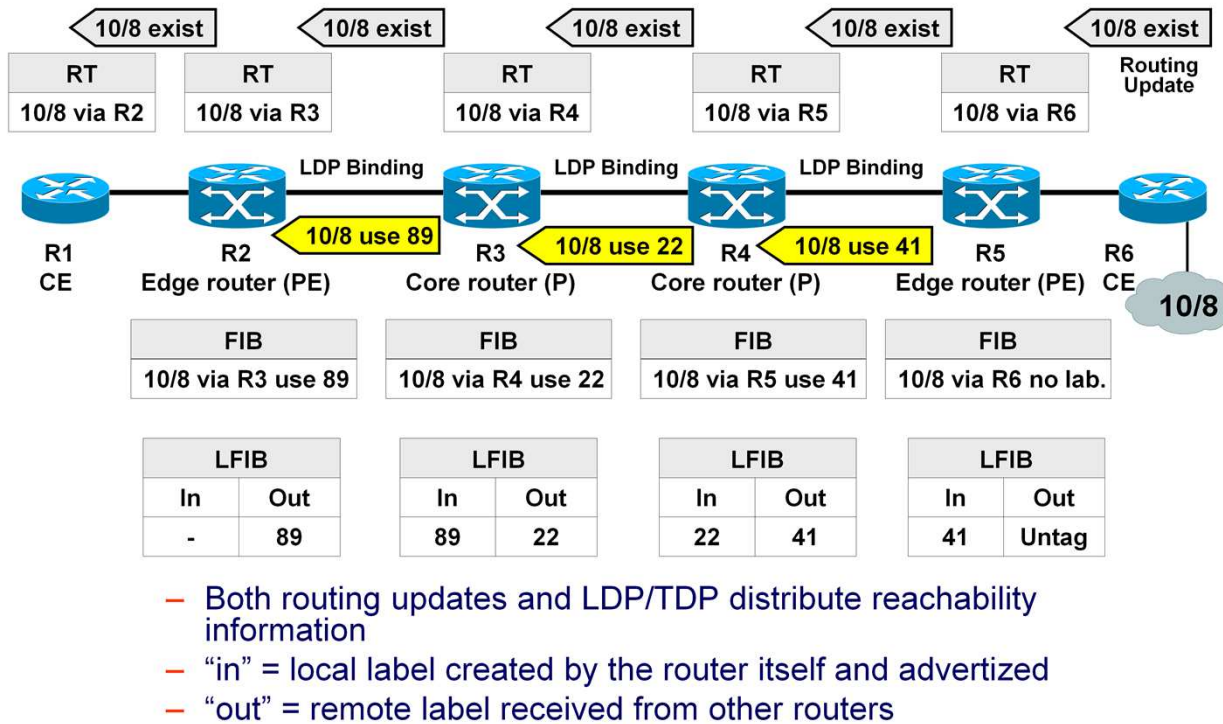 10/8 exist
10/8 exist
10/8 exist
10/8 exist
10/8 exist
RT
RT
RT
RT
RT
Routing
Update
10/8 via R2
10/8 via R3
10/8 via R4
10/8 via R5
10/8 via R6
LDP Binding
LDP Binding
LDP Binding
10/8 use 89
10/8 use 22
10/8 use 41
R1
CE
R2
Edge router (PE)
R3
Core router (P)
R4
Core router (P)
R5
Edge router (PE)
R6
CE
10/8
FIB
10/8 via R3 use 89
FIB
10/8 via R4 use 22
FIB
10/8 via R5 use 41
FIB
10/8 via R6 no lab.
LFIB
In Out
- 89
LFIB
In Out
89 22
LFIB
In Out
22 41
LFIB
In Out
41 Untag
– Both routing updates and LDP/TDP distribute reachability
information
– “in” = local label created by the router itself and advertized
– “out” = remote label received from other routers